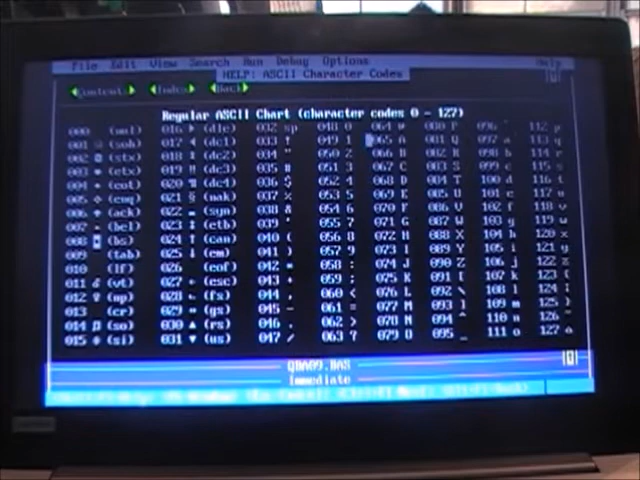 File Edit View Search Run Debug Options Help
HELP: ASCII Character Codes
◄Contents► ◄Index► ◄Back►
Regular ASCII Chart (character codes 0 - 127)
000 (nul) 016 (dle) 032 sp 048 0 064 @ 080 P 096 112 p
001 (soh) 017 (dc1) 033 ! 049 1 065 A 081 Q 097 a 113 q
002 (stx) 018 (dc2) 034 " 050 2 066 B 082 R 098 b 114 r
003 (etx) 019 (dc3) 035 # 051 3 067 C 083 S 099 c 115 s
004 (eot) 020 (dc4) 036 $ 052 4 068 D 084 T 100 d 116 t
005 (enq) 021 (nak) 037 % 053 5 069 E 085 U 101 e 117 u
006 (ack) 022 (syn) 038 & 054 6 070 F 086 V 102 f 118 v
007 (bel) 023 (etb) 039 ' 055 7 071 G 087 W 103 g 119 w
008 (bs) 024 (can) 040 ( 056 8 072 H 088 X 104 h 120 x
009 (tab) 025 (em) 041 ) 057 9 073 I 089 Y 105 i 121 y
010 (lf) 026 (eof) 042 * 058 : 074 J 090 Z 106 j 122 z
011 (vt) 027 (esc) 043 + 059 ; 075 K 091 [ 107 k 123 {
012 (np) 028 (fs) 044 , 060 < 076 L 092 \ 108 l 124 ¦
013 (cr) 029 (gs) 045 - 061 = 077 M 093 ] 109 m 125 }
014 (so) 030 (rs) 046 . 062 > 078 N 094 ^ 110 n 126 ~
015 (si) 031 (us) 047 / 063 ? 079 O 095 _ 111 o 127
QBA09.BAS
Immediate